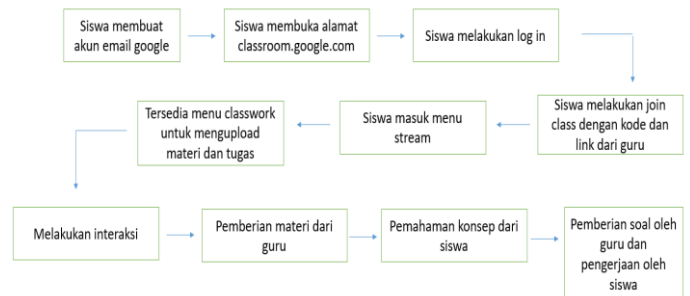 Siswa membuat
akun email google
Siswa membuka alamat
classroom.google.com
Siswa melakukan log in
Siswa melakukan join
class dengan kode dan
link dari guru
Siswa masuk menu
stream
Tersedia menu classwork
untuk mengupload
materi dan tugas
Melakukan interaksi
Pemberian materi dari
guru
Pemahaman konsep dari
siswa
Pemberian soal oleh
guru dan
pengerjaan oleh
siswa